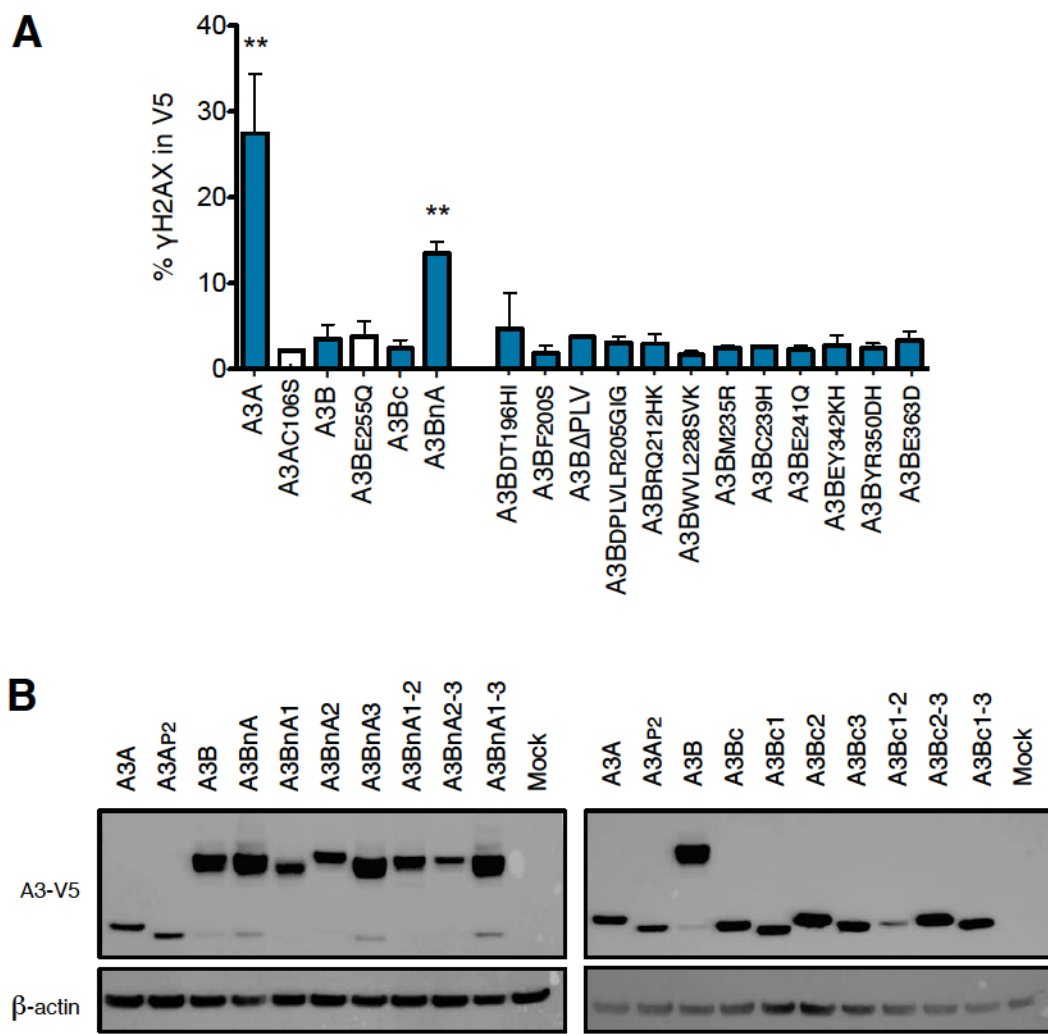 A
% γH2AX in V5
40
30
20
10
0
**
**
A3A
A3AC106S
A3B
A3BE255Q
A3Bc
A3BnA
A3BDT196HI
A3BF200S
A3BΔPLV
A3BDPLVLR205GIG
A3BRQ212HK
A3BWVL228SVK
A3BM235R
A3BC239H
A3BE241Q
A3BEY342KH
A3BYR350DH
A3BE363D
B
A3A
A3AP2
A3B
A3BnA
A3BnA1
A3BnA2
A3BnA3
A3BnA1-2
A3BnA2-3
A3BnA1-3
Mock
A3A
A3AP2
A3B
A3Bc
A3Bc1
A3Bc2
A3Bc3
A3Bc1-2
A3Bc2-3
A3Bc1-3
Mock
A3-V5
β-actin